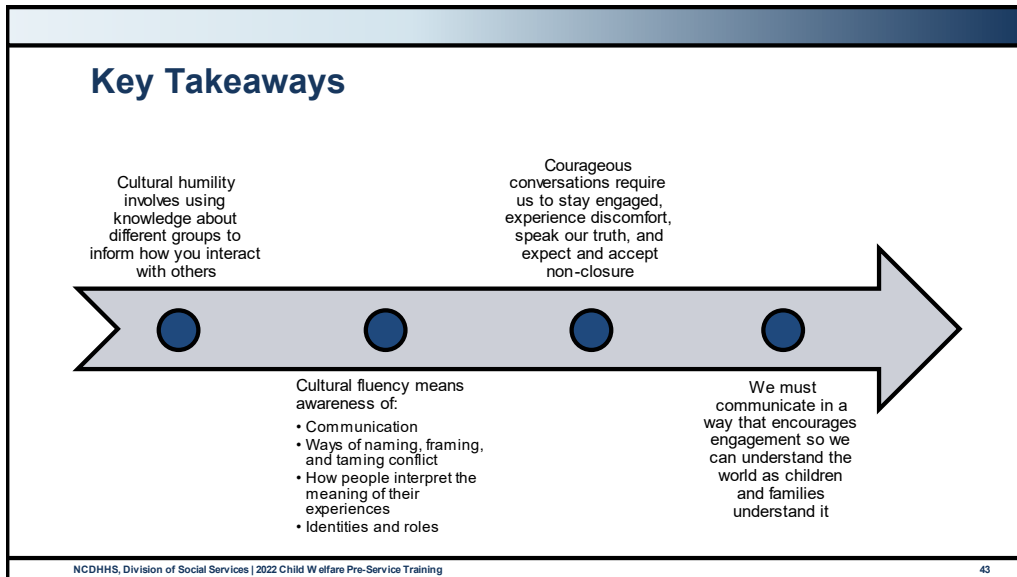 Key Takeaways
Cultural humility
involves using
knowledge about
different groups to
inform how you interact
with others
Cultural fluency means
awareness of:
• Communication
• Ways of naming, framing,
and taming conflict
• How people interpret the
meaning of their
experiences
• Identities and roles
Courageous
conversations require
us to stay engaged,
experience discomfort,
speak our truth, and
expect and accept
non-closure
We must
communicate in a
way that encourages
engagement so we
can understand the
world as children
and families
understand it
NCDHHS, Division of Social Services | 2022 Child Welfare Pre-Service Training
43